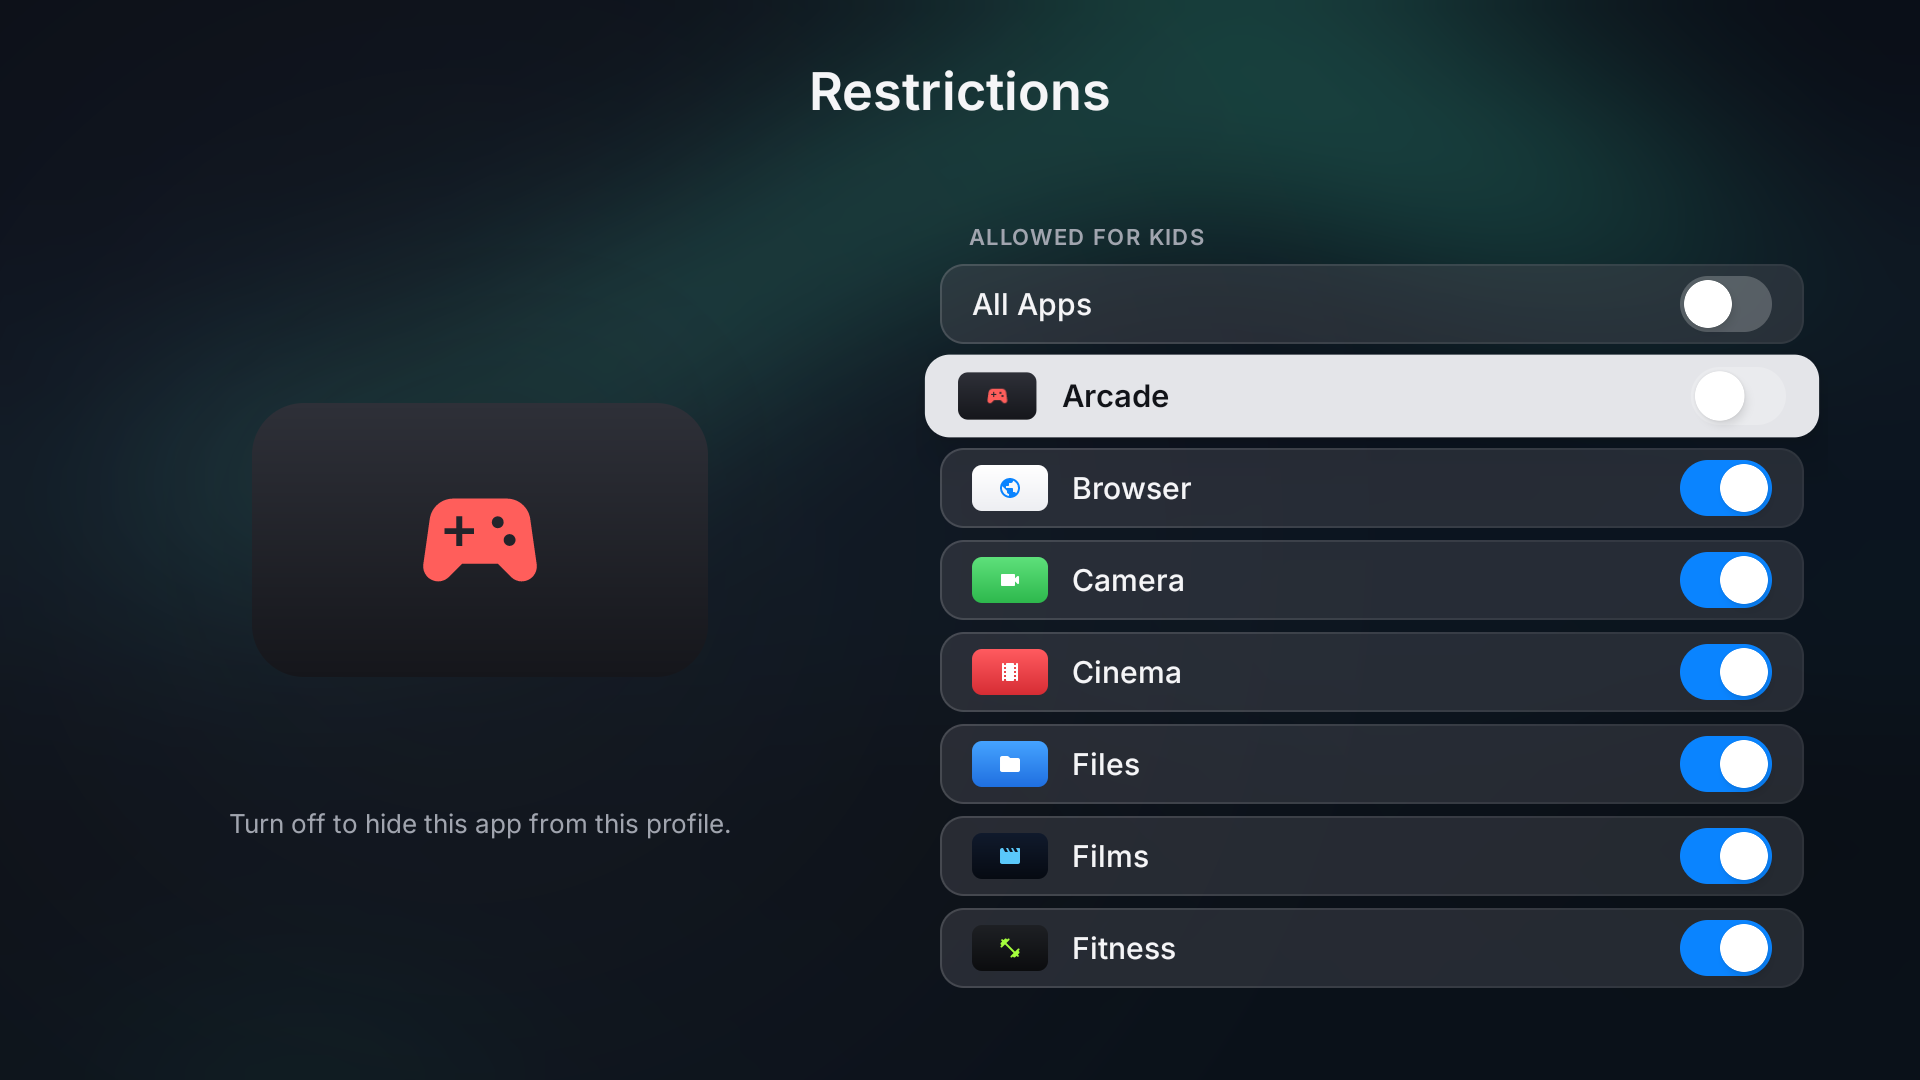 Restrictions
ALLOWED FOR KIDS
All Apps
Arcade
Browser
Camera
Cinema
Files
Films
Fitness
Turn off to hide this app from this profile.